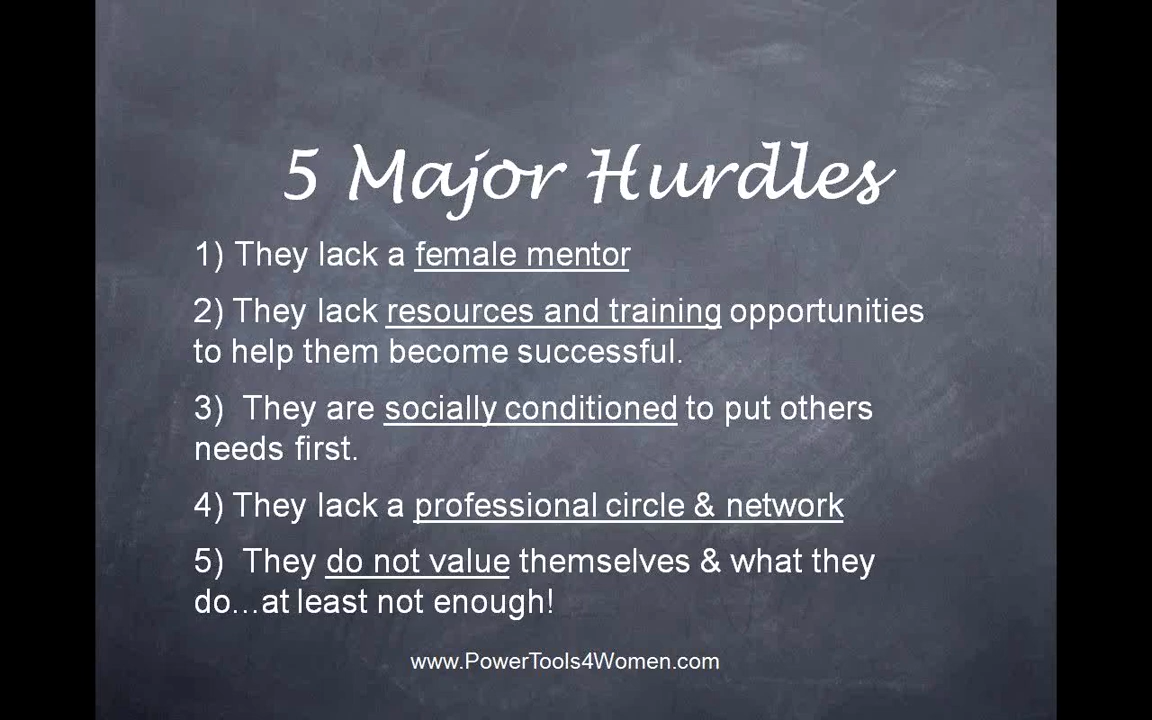 5 Major Hurdles
1) They lack a female mentor
2) They lack resources and training opportunities
to help them become successful.
3)  They are socially conditioned to put others
needs first.
4) They lack a professional circle & network
5)  They do not value themselves & what they
do...at least not enough!
www.PowerTools4Women.com